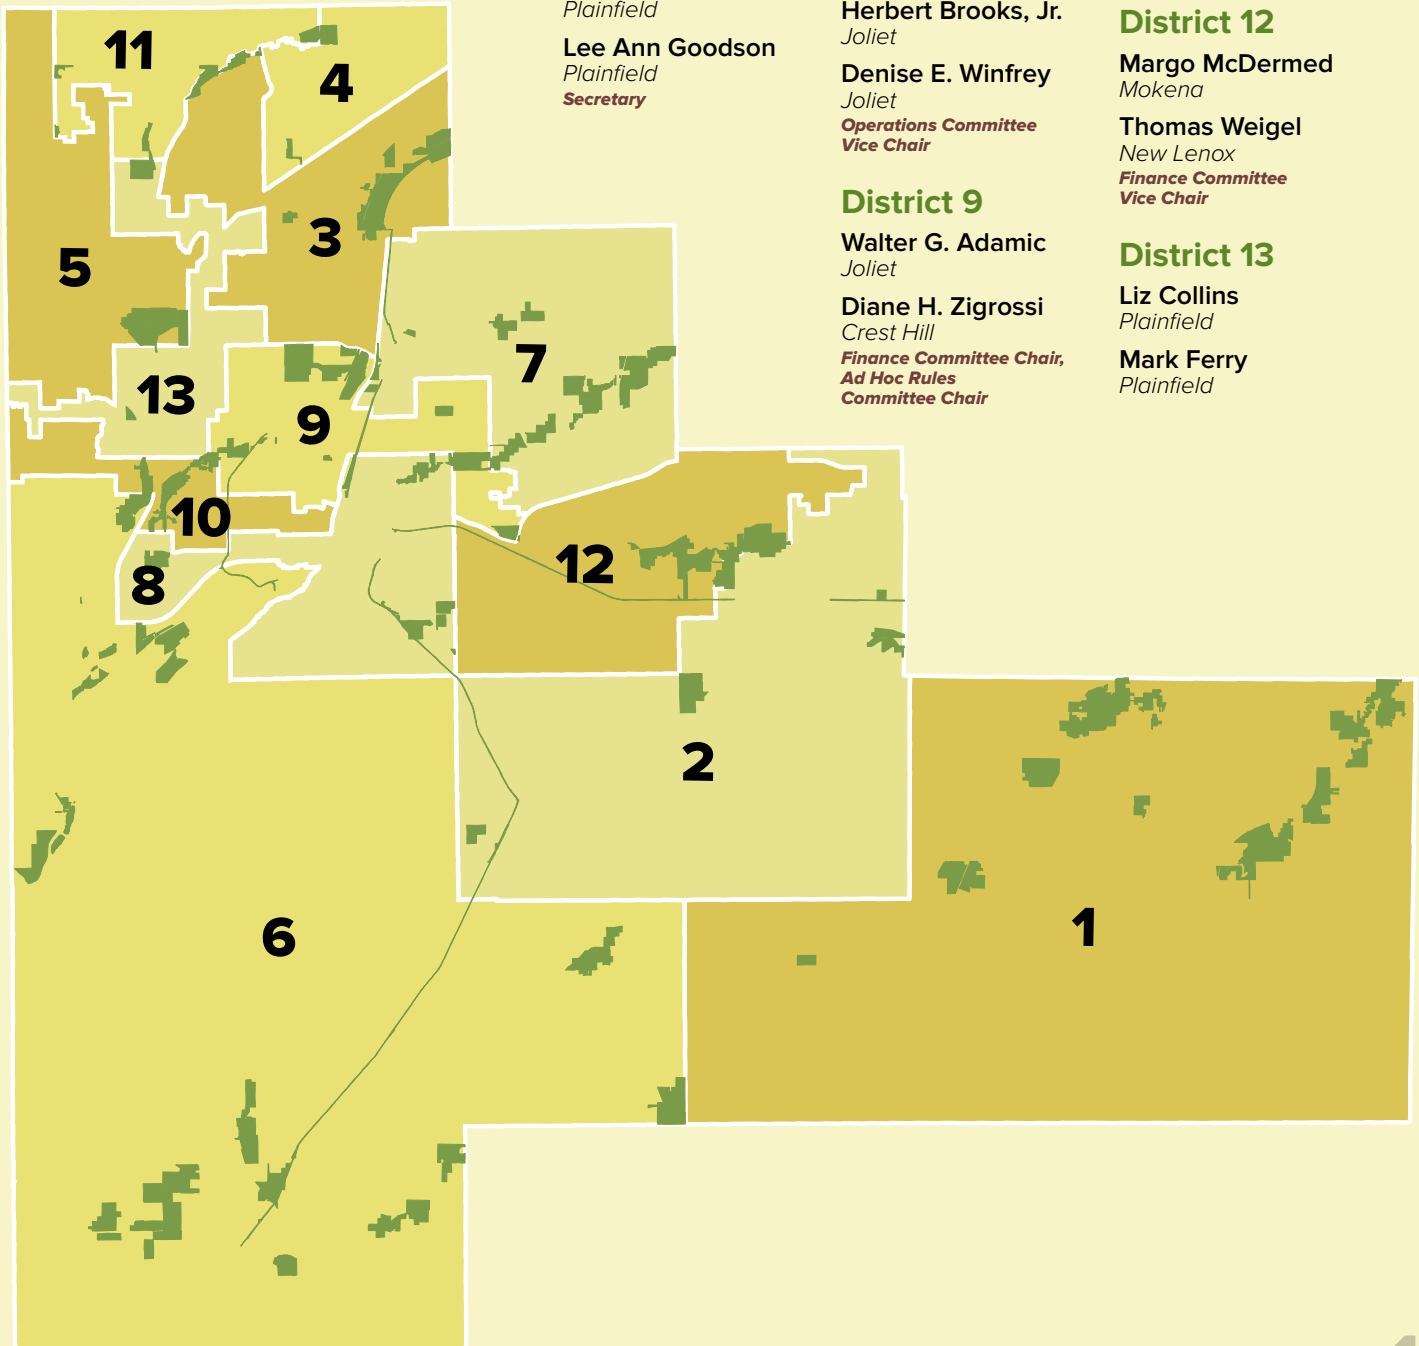 Plainfield
Lee Ann Goodson
Plainfield
Secretary
Herbert Brooks, Jr.
Joliet
Denise E. Winfrey
Joliet
Operations Committee
Vice Chair
District 9
Walter G. Adamic
Joliet
Diane H. Zigrossi
Crest Hill
Finance Committee Chair,
Ad Hoc Rules
Committee Chair
District 12
Margo McDermed
Mokena
Thomas Weigel
New Lenox
Finance Committee
Vice Chair
District 13
Liz Collins
Plainfield
Mark Ferry
Plainfield
11
4
3
5
7
13
9
10
12
8
2
6
1